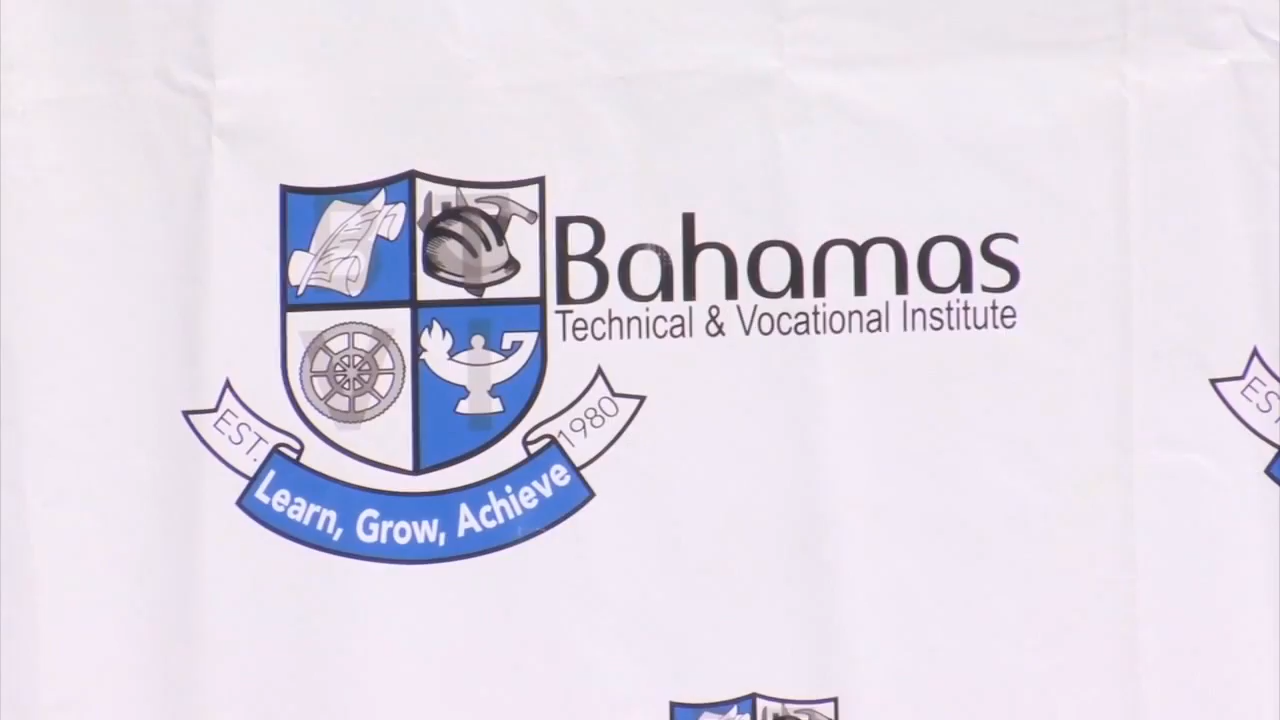 Bahamas
Technical & Vocational Institute
EST. 1980
Learn, Grow, Achieve